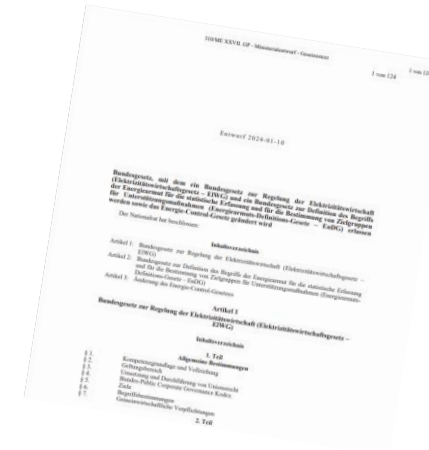 310/ME XXVII. GP - Ministerialentwurf - Gesetzestext
1 von 124
1 von
Entwurf 2024-01-10
Bundesgesetz, mit dem ein Bundesgesetz zur Regelung der Elektrizitätswirtschaft
(Elektrizitätswirtschaftsgesetz – ElWG) und ein Bundesgesetz zur Definition des Begriffs
der Energiearmut für die statistische Erfassung und für die Bestimmung von Zielgruppen
für Unterstützungsmaßnahmen (Energiearmuts-Definitions-Gesetz – EnDG) erlassen
werden sowie das Energie-Control-Gesetz geändert wird
Der Nationalrat hat beschlossen:
Inhaltsverzeichnis
Artikel 1: Bundesgesetz zur Regelung der Elektrizitätswirtschaft (Elektrizitätswirtschaftsgesetz –
ElWG)
Artikel 2: Bundesgesetz zur Definition des Begriffs der Energiearmut für die statistische Erfassung
und für die Bestimmung von Zielgruppen für Unterstützungsmaßnahmen (Energiearmuts-
Definitions-Gesetz – EnDG)
Artikel 3: Änderung des Energie-Control-Gesetzes
Artikel 1
Bundesgesetz zur Regelung der Elektrizitätswirtschaft (Elektrizitätswirtschaftsgesetz –
ElWG)
Inhaltsverzeichnis
1. Teil
Allgemeine Bestimmungen
§ 1. Kompetenzgrundlage und Vollziehung
§ 2. Geltungsbereich
§ 3. Umsetzung und Durchführung von Unionsrecht
§ 4. Bundes-Public Corporate Governance Kodex
§ 5. Ziele
§ 6. Begriffsbestimmungen
§ 7. Gemeinwirtschaftliche Verpflichtungen
2. Teil